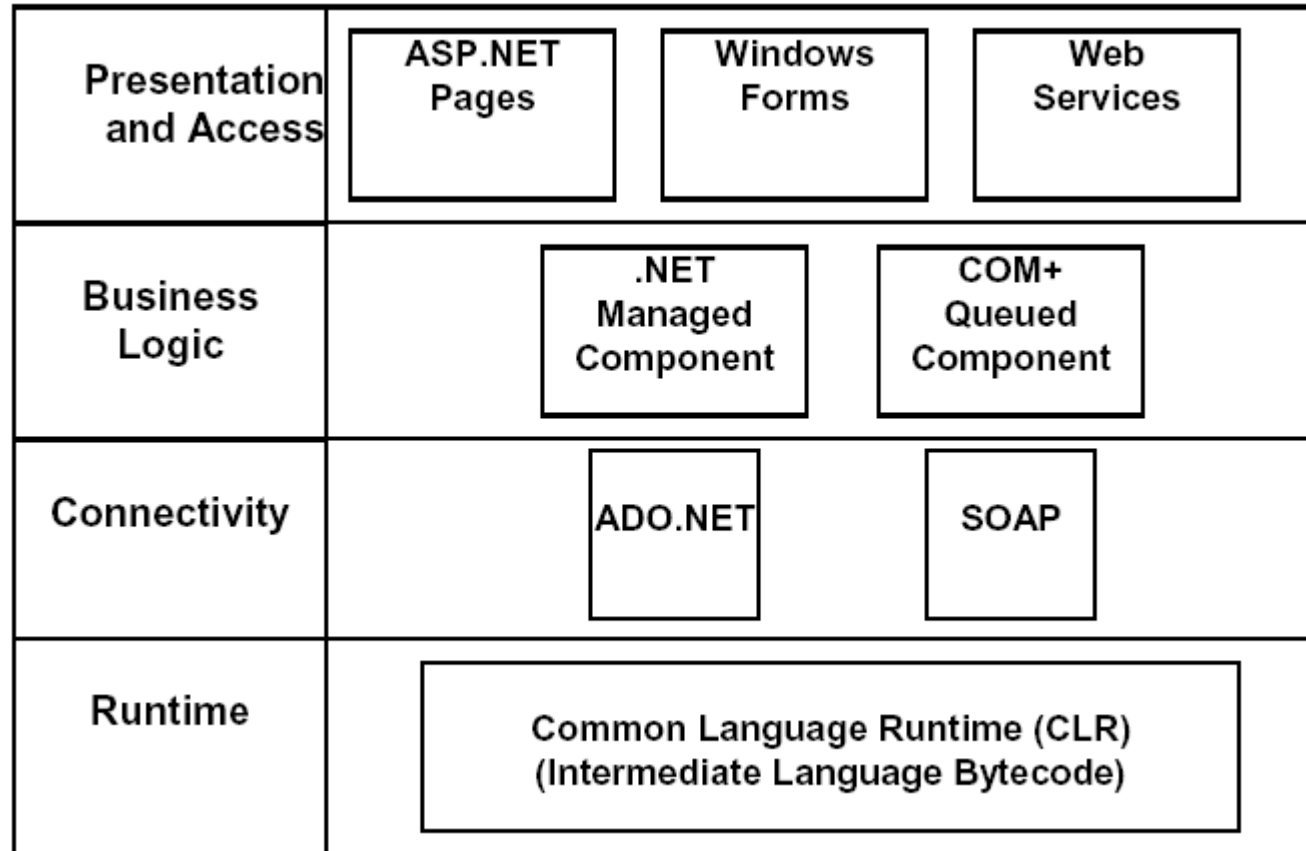 Presentation
and Access
ASP.NET
Pages
Windows
Forms
Web
Services
Business
Logic
.NET
Managed
Component
COM+
Queued
Component
Connectivity
ADO.NET
SOAP
Runtime
Common Language Runtime (CLR)
(Intermediate Language Bytecode)